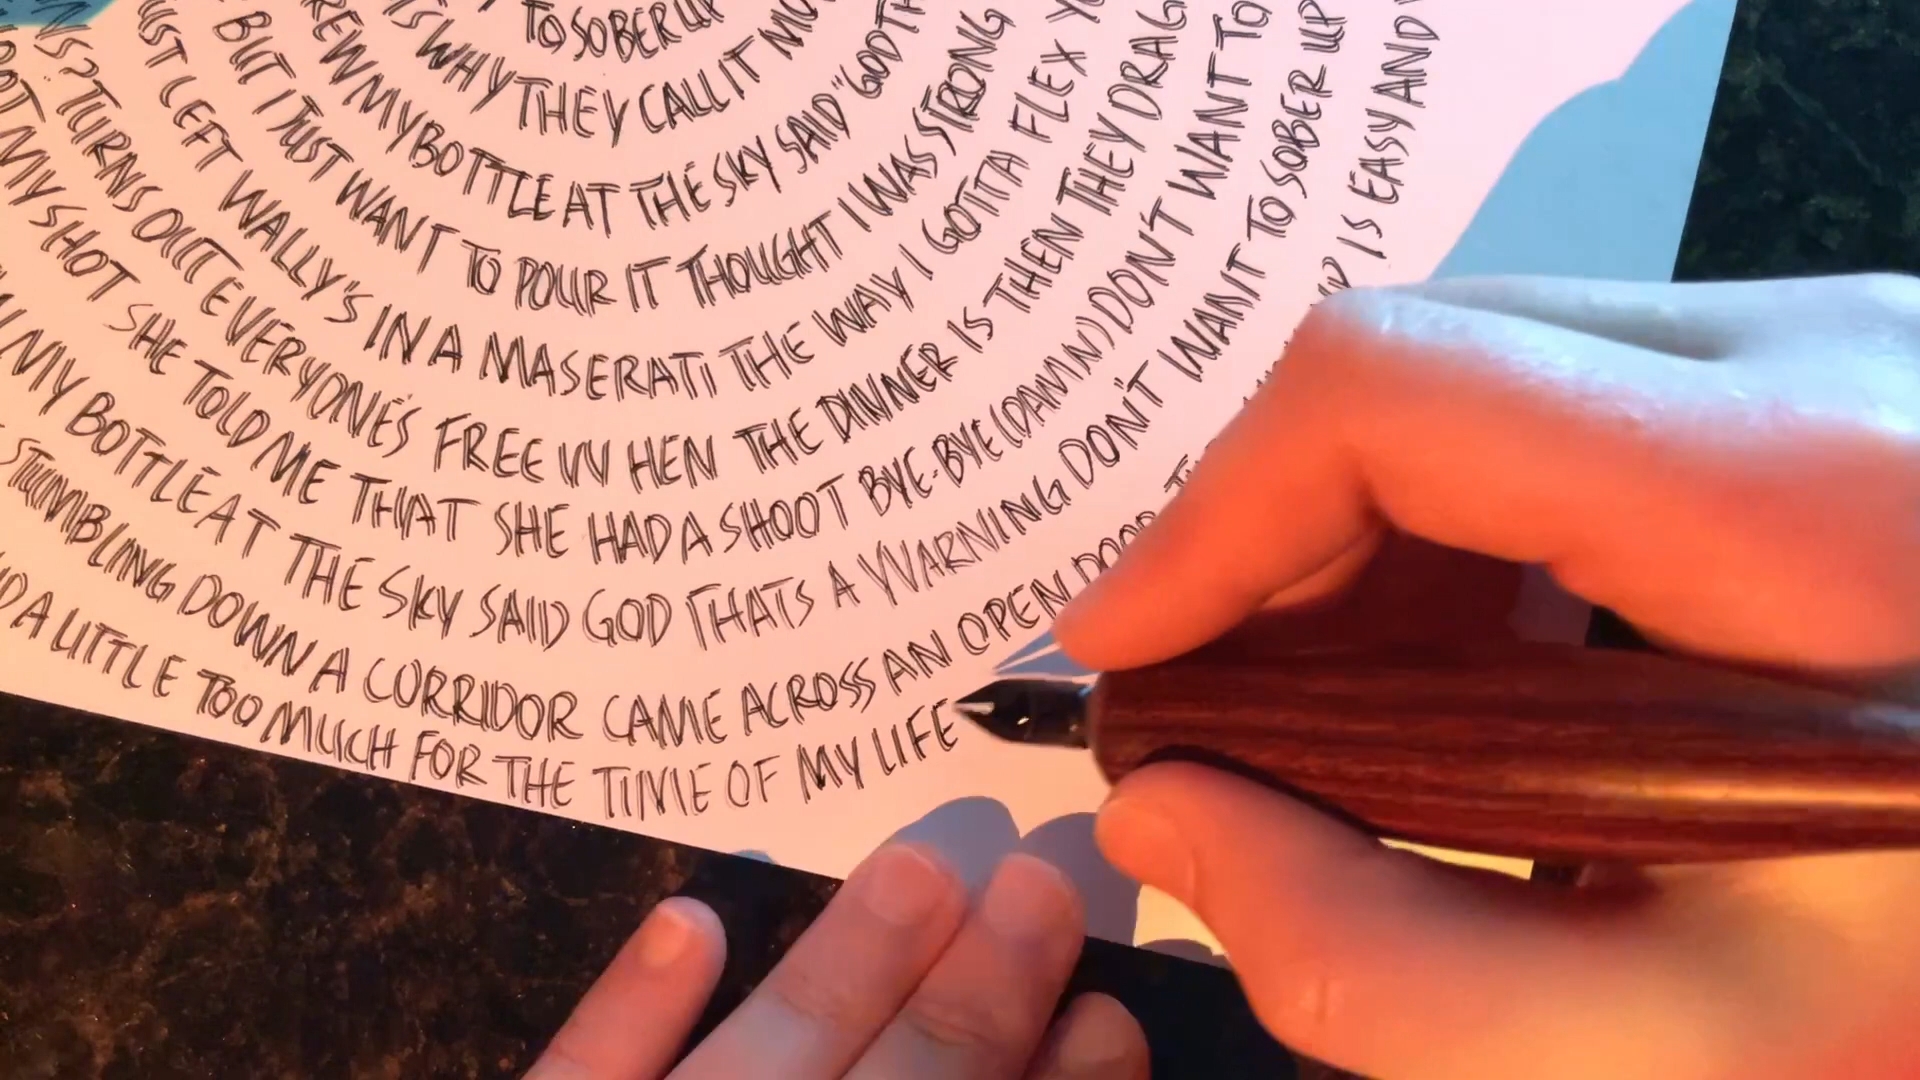 TO SOBER UP
IS WHY THEY CALL IT
MY BOTTLE AT THE SKY SAID "GOD
BUT I JUST WANT TO POUR IT THOUGHT I WAS STRONG
JUST LEFT WALLY'S IN A MASERATI THE WAY I GOTTA FLEX
TURNS OUT EVERYONE'S FREE WHEN THE DINNER IS THEN THEY DRAG
MY SHOT SHE TOLD ME THAT SHE HAD A SHOOT BYE-BYE (DAMN) DON'T WANT TO
MY BOTTLE AT THE SKY SAID GOD THATS A WARNING DON'T WANT TO SOBER UP
STUMBLING DOWN A CORRIDOR CAME ACROSS AN OPEN DOOR IS EASY AND
A LITTLE TOO MUCH FOR THE TIME OF MY LIFE